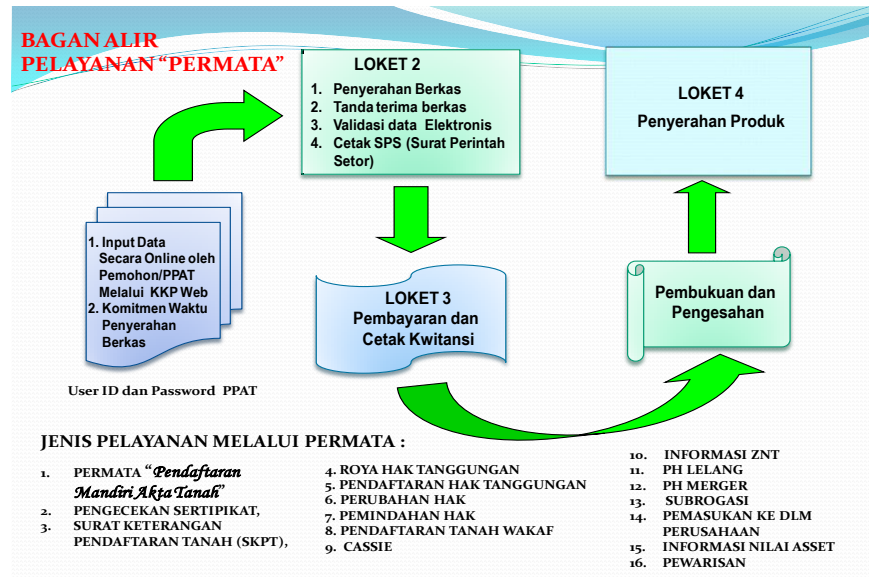 BAGAN ALIR
PELAYANAN “PERMATA”
1. Input Data
Secara Online oleh
Pemohon/PPAT
Melalui KKP Web
2. Komitmen Waktu
Penyerahan
Berkas
User ID dan Password PPAT
LOKET 2
1. Penyerahan Berkas
2. Tanda terima berkas
3. Validasi data Elektronis
4. Cetak SPS (Surat Perintah
Setor)
LOKET 3
Pembayaran dan
Cetak Kwitansi
Pembukuan dan
Pengesahan
LOKET 4
Penyerahan Produk
JENIS PELAYANAN MELALUI PERMATA :
1. PERMATA “Pendaftaran
Mandiri Akta Tanah”
2. PENGECEKAN SERTIPIKAT,
3. SURAT KETERANGAN
PENDAFTARAN TANAH (SKPT),
4. ROYA HAK TANGGUNGAN
5. PENDAFTARAN HAK TANGGUNGAN
6. PERUBAHAN HAK
7. PEMINDAHAN HAK
8. PENDAFTARAN TANAH WAKAF
9. CASSIE
10. INFORMASI ZNT
11. PH LELANG
12. PH MERGER
13. SUBROGASI
14. PEMASUKAN KE DLM
PERUSAHAAN
15. INFORMASI NILAI ASSET
16. PEWARISAN